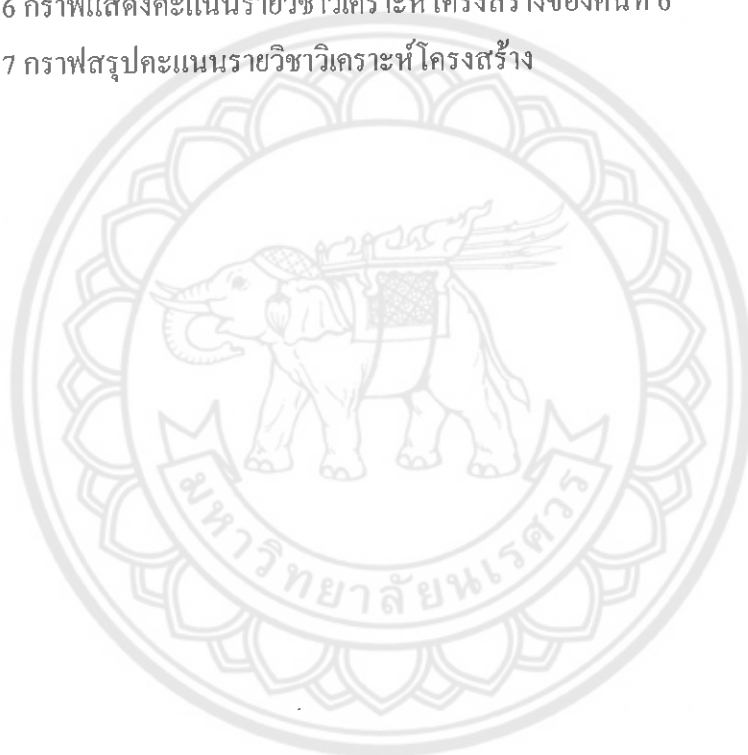 6 กราฟแสดงคะแนนรายวิชาวิเคราะห์โครงสร้างของคนที่ 6
7 กราฟสรุปคะแนนรายวิชาวิเคราะห์โครงสร้าง
มหาวิทยาลัยนเรศวร